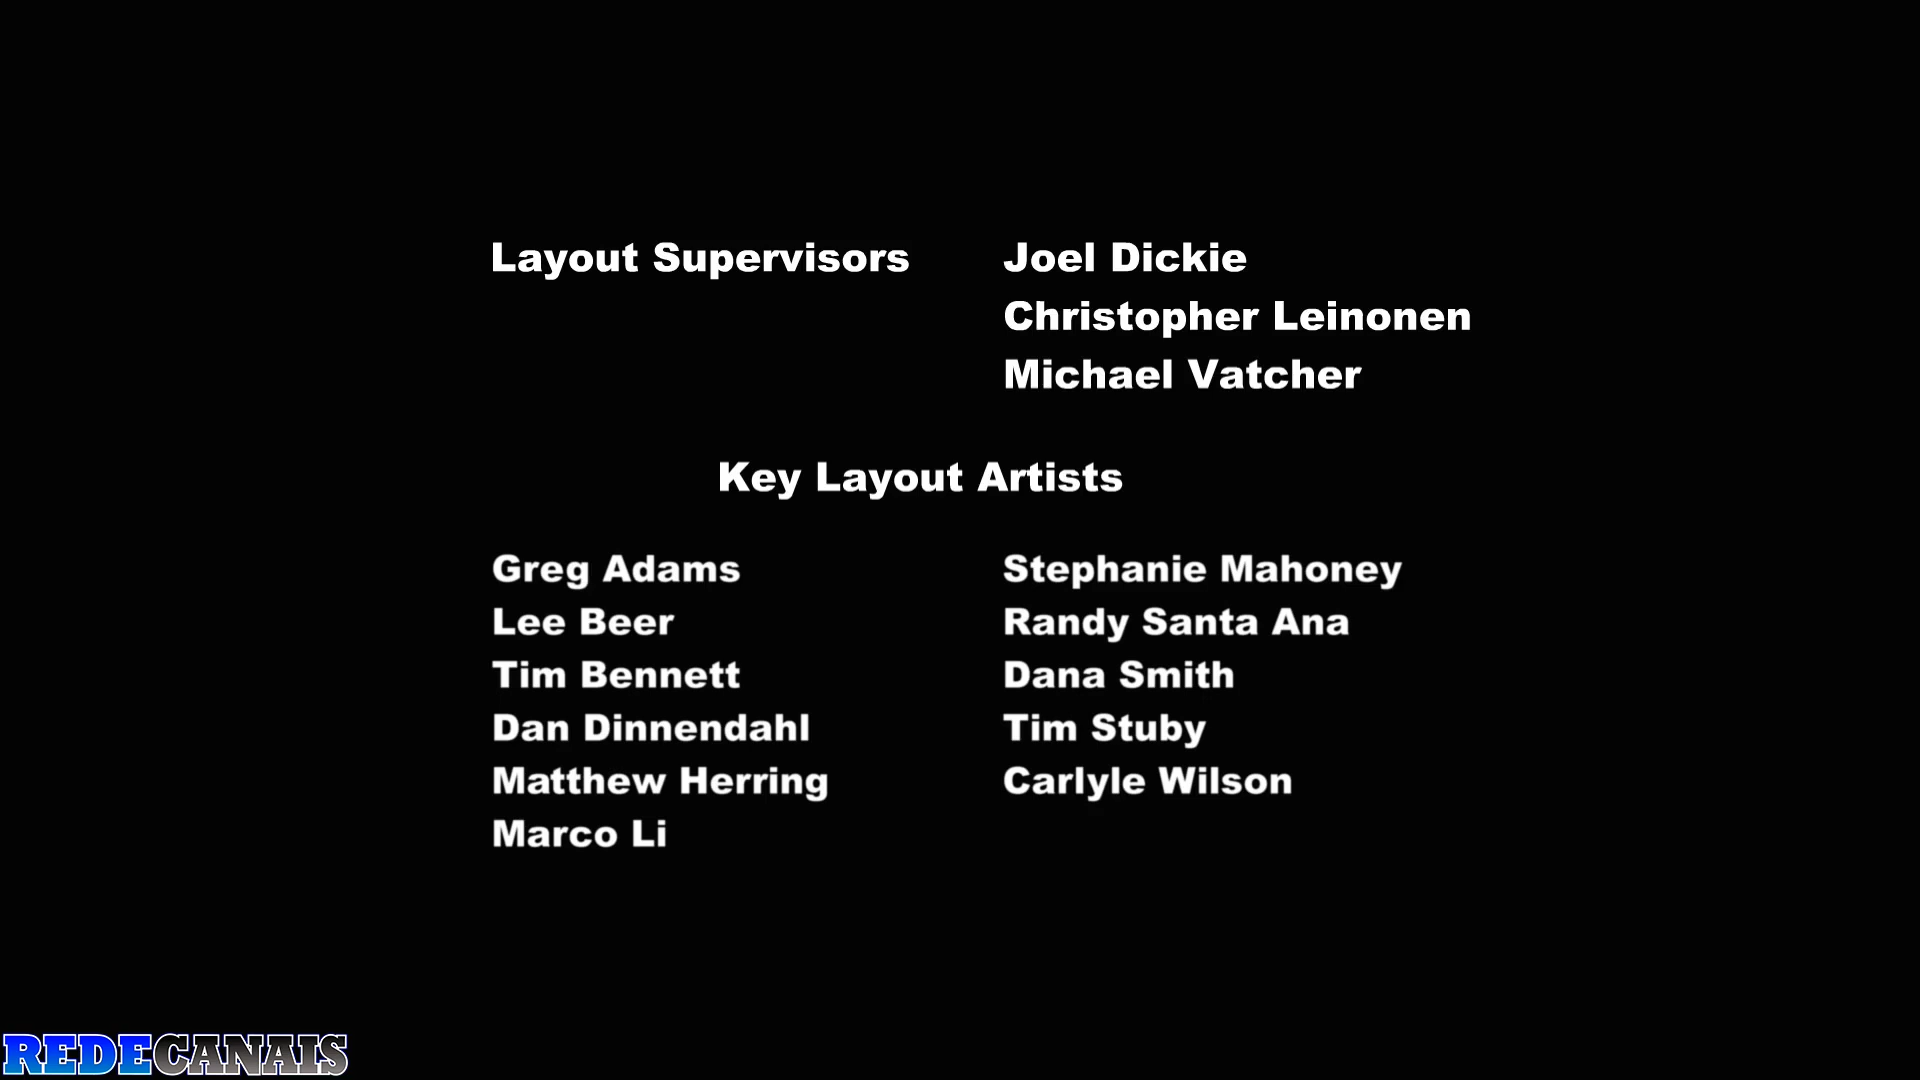 Layout Supervisors Joel Dickie
Christopher Leinonen
Michael Vatcher
Key Layout Artists
Greg Adams Stephanie Mahoney
Lee Beer Randy Santa Ana
Tim Bennett Dana Smith
Dan Dinnendahl Tim Stuby
Matthew Herring Carlyle Wilson
Marco Li
REDECANAIS